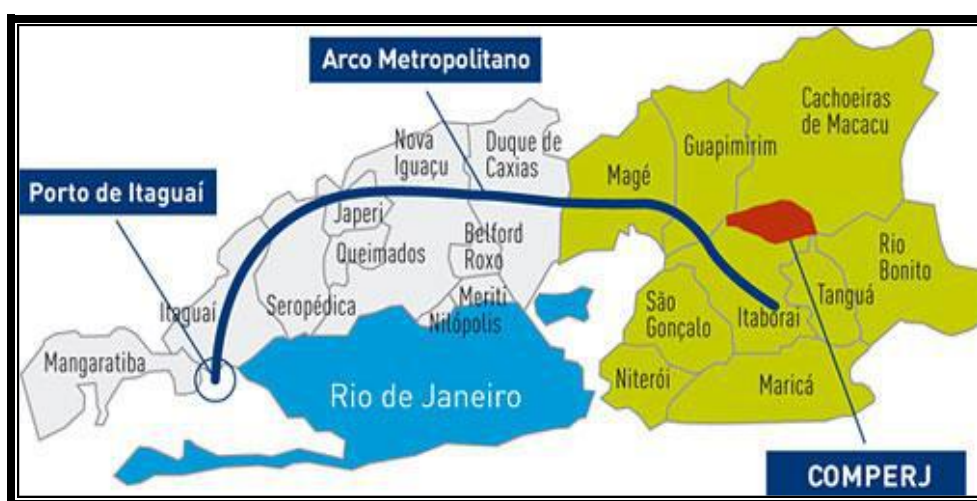 Arco Metropolitano
Cachoeiras
de Macacu
Nova
Iguaçu
Duque de
Caxias
Guapimirim
Magé
Porto de Itaguaí
Japeri
Queimados
Belford
Roxo
Rio
Bonito
Itaguaí
Seropédica
Meriti
Nilópolis
São
Gonçalo
Itaboraí
Tanguá
Mangaratiba
Niterói
Maricá
Rio de Janeiro
COMPERJ